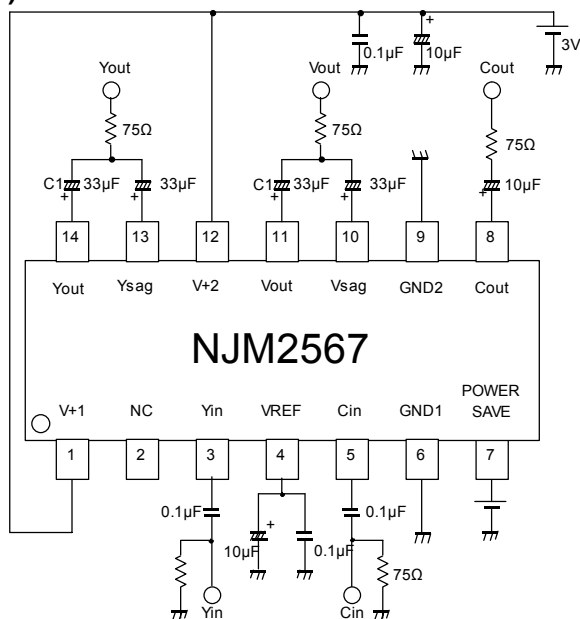 )
3V
0.1µF 10µF
Yout Vout Cout
75Ω 75Ω 75Ω
C1 33µF 33µF C1 33µF 33µF 10µF
+ + + + +
14 13 12 11 10 9 8
Yout Ysag V+2 Vout Vsag GND2 Cout
NJM2567
POWER
V+1 NC Yin VREF Cin GND1 SAVE
1 2 3 4 5 6 7
0.1µF 0.1µF
10µF + 0.1µF 75Ω
Yin Cin